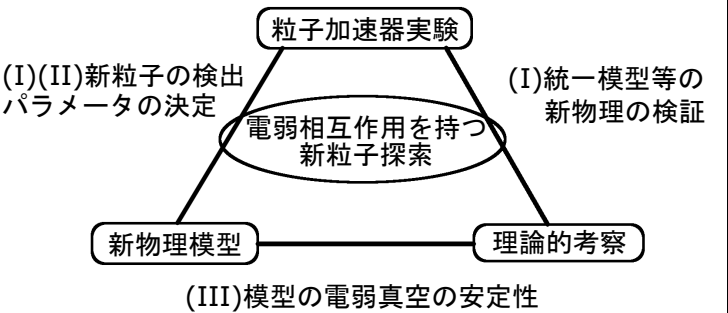 粒子加速器実験
(I)(II)新粒子の検出
パラメータの決定
(I)統一模型等の
新物理の検証
電弱相互作用を持つ
新粒子探索
新物理模型
理論的考察
(III)模型の電弱真空の安定性